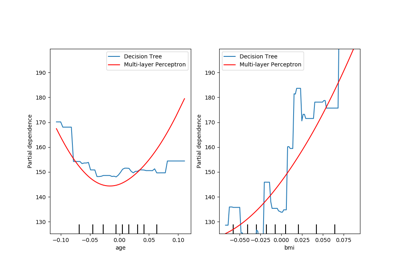 Decision Tree
Multi-layer Perceptron
Partial dependence
190
180
170
160
150
140
130
−0.10 −0.05 0.00 0.05 0.10
age
Decision Tree
Multi-layer Perceptron
Partial dependence
190
180
170
160
150
140
130
−0.050 −0.025 0.000 0.025 0.050 0.075
bmi